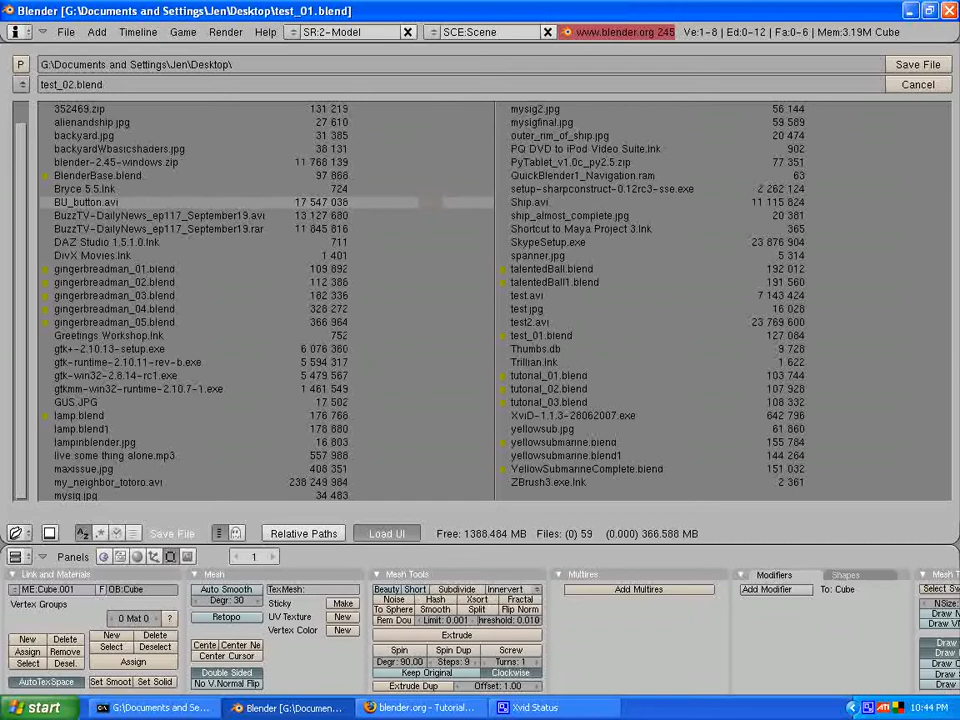 Blender [G:\Documents and Settings\Jen\Desktop\test_01.blend]
File Add Timeline Game Render Help SR:2-Model SCE:Scene www.blender.org 245 Ve:1-8 | Ed:0-12 | Fa:0-6 | Mem:3.19M Cube
P G:\Documents and Settings\Jen\Desktop\ Save File
test_02.blend Cancel
352469.zip 131 219
alienandship.jpg 27 610
backyard.jpg 31 385
backyardWbasicshaders.jpg 38 131
blender-2.45-windows.zip 11 768 139
BlenderBase.blend 97 866
Bryce 5.5.lnk 724
BU_button.avi 17 547 036
BuzzTV-DailyNews_ep117_September19.avi 13 127 680
BuzzTV-DailyNews_ep117_September19.rar 11 845 816
DAZ Studio 1.5.1.0.lnk 711
DivX Movies.lnk 1 401
gingerbreadman_01.blend 109 892
gingerbreadman_02.blend 112 386
gingerbreadman_03.blend 182 336
gingerbreadman_04.blend 328 272
gingerbreadman_05.blend 366 964
Greetings Workshop.lnk 752
gtk+-2.10.13-setup.exe 6 076 360
gtk-runtime-2.10.11-rev-b.exe 5 594 317
gtk-win32-2.8.14-rc1.exe 5 479 567
gtkmm-win32-runtime-2.10.7-1.exe 1 461 549
GUS.JPG 17 502
lamp.blend 176 766
lamp.blend1 178 880
lampinblender.jpg 16 803
live some thing alone.mp3 557 988
maxissue.jpg 408 351
my_neighbor_totoro.avi 238 249 984
mysig.jpg 34 483
mysig2.jpg 56 144
mysigfinal.jpg 59 589
outer_rim_of_ship.jpg 20 474
PQ DVD to iPod Video Suite.lnk 902
PyTablet_v1.0c_py2.5.zip 77 351
QuickBlender1_Navigation.ram 63
setup-sharpconstruct-0.12rc3-sse.exe 2 262 124
Ship.avi 11 115 824
ship_almost_complete.jpg 20 381
Shortcut to Maya Project 3.lnk 365
SkypeSetup.exe 23 876 904
spanner.jpg 5 314
talentedBall.blend 192 012
talentedBall1.blend 191 560
test.avi 7 143 424
test.jpg 16 028
test2.avi 23 769 600
test_01.blend 127 084
Thumbs.db 9 728
Trillian.lnk 1 622
tutorial_01.blend 103 744
tutorial_02.blend 107 928
tutorial_03.blend 108 332
XviD-1.1.3-28062007.exe 642 796
yellowsub.jpg 61 860
yellowsubmarine.blend 155 784
yellowsubmarine.blend1 144 264
YellowSubmarineComplete.blend 151 032
ZBrush3.exe.lnk 2 361
Save File Relative Paths Load UI Free: 1388.484 MB Files: (0) 59 (0.000) 366.588 MB
Panels 1
Link and Materials Mesh Mesh Tools Multires Modifiers Shapes Mesh T
ME:Cube.001 F OB:Cube Auto Smooth TexMesh: Beauty Short Subdivide Innervert Add Multires Add Modifier To: Cube Select Sw
Vertex Groups Degr: 30 Sticky Make Noise Hash Xsort Fractal NSize:
0 Mat 0 ? Retopo UV Texture New To Sphere Smooth Split Flip Norm Draw N
Vertex Color New Rem Dou Limit: 0.001 hreshold: 0.010 Draw V
New Delete New Delete Cente Center Ne Extrude
Assign Remove Select Deselect Center Cursor Spin Spin Dup Screw Draw
Select Desel. Assign Degr: 90.00 Steps: 9 Turns: 1 Draw C
Double Sided Keep Original Clockwise Draw
AutoTexSpace Set Smoot Set Solid No V.Normal Flip Extrude Dup Offset: 1.00 Draw
start G:\Documents and Se... Blender [G:\Documen... blender.org - Tutorial... Xvid Status 10:44 PM